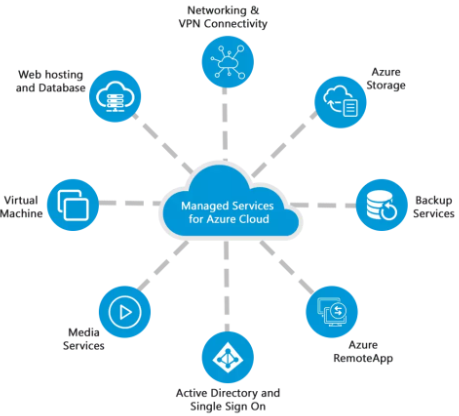 Networking &
VPN Connectivity
Web hosting
and Database
Azure
Storage
Virtual
Machine
Managed Services
for Azure Cloud
Backup
Services
Media
Services
Azure
RemoteApp
Active Directory and
Single Sign On